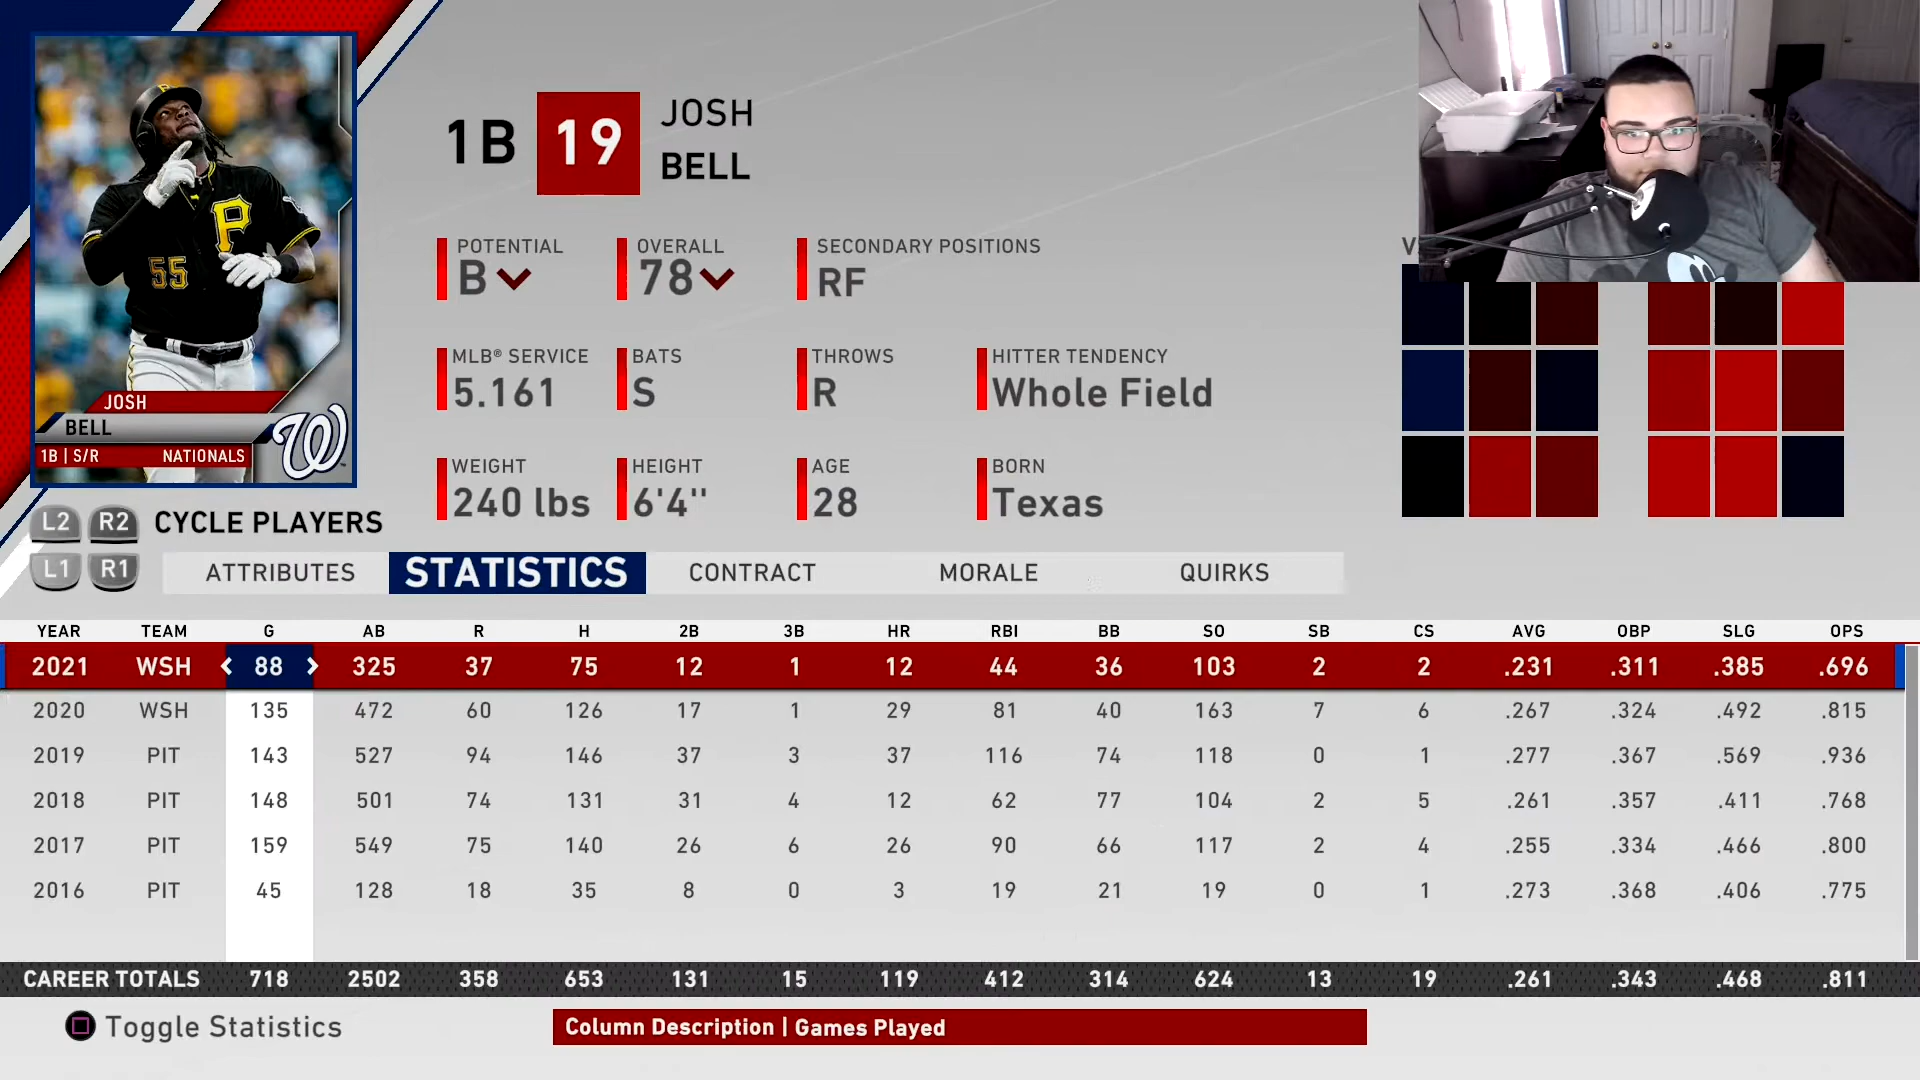 1B 19 JOSH
BELL
POTENTIAL
B
OVERALL
78
SECONDARY POSITIONS
RF
MLB® SERVICE
5.161
BATS
S
THROWS
R
HITTER TENDENCY
Whole Field
WEIGHT
240 lbs
HEIGHT
6'4''
AGE
28
BORN
Texas
P
P
55
JOSH
BELL
1B | S/R NATIONALS
W
L2 R2 CYCLE PLAYERS
L1 R1 ATTRIBUTES STATISTICS CONTRACT MORALE QUIRKS
YEAR TEAM G AB R H 2B 3B HR RBI BB SO SB CS AVG OBP SLG OPS
2021 WSH 88 325 37 75 12 1 12 44 36 103 2 2 .231 .311 .385 .696
2020 WSH 135 472 60 126 17 1 29 81 40 163 7 6 .267 .324 .492 .815
2019 PIT 143 527 94 146 37 3 37 116 74 118 0 1 .277 .367 .569 .936
2018 PIT 148 501 74 131 31 4 12 62 77 104 2 5 .261 .357 .411 .768
2017 PIT 159 549 75 140 26 6 26 90 66 117 2 4 .255 .334 .466 .800
2016 PIT 45 128 18 35 8 0 3 19 21 19 0 1 .273 .368 .406 .775
CAREER TOTALS 718 2502 358 653 131 15 119 412 314 624 13 19 .261 .343 .468 .811
Toggle Statistics
Column Description | Games Played